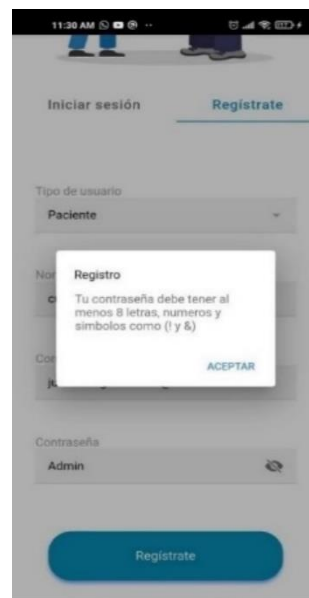 11:30 AM
Iniciar sesión Regístrate
Tipo de usuario
Paciente
Registro
Tu contraseña debe tener al
menos 8 letras, numeros y
simbolos como (! y &)
ACEPTAR
Contraseña
Admin
Regístrate